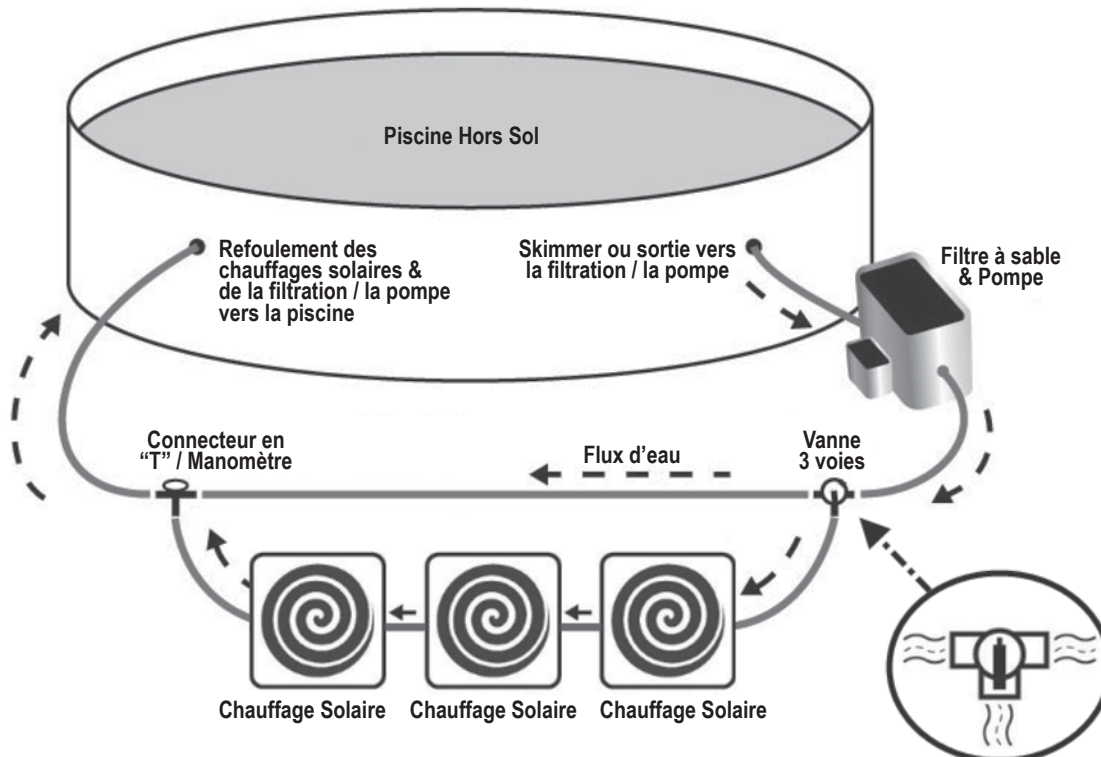 Piscine Hors Sol
Refoulement des
chauffages solaires &
de la filtration / la pompe
vers la piscine
Skimmer ou sortie vers
la filtration / la pompe
Filtre à sable
& Pompe
Connecteur en
“T” / Manomètre
Flux d’eau
Vanne
3 voies
Chauffage Solaire
Chauffage Solaire
Chauffage Solaire